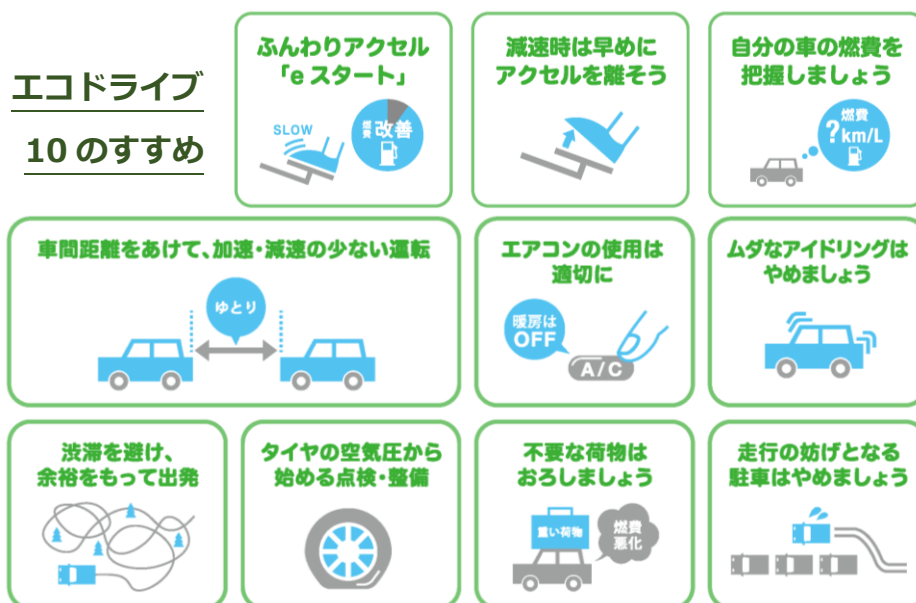 エコドライブ
10 のすすめ
ふんわりアクセル
「e スタート」
SLOW
燃費
改善
減速時は早めに
アクセルを離そう
自分の車の燃費を
把握しましょう
燃費
?km/L
車間距離をあけて、加速・減速の少ない運転
ゆとり
エアコンの使用は
適切に
暖房は
OFF
A/C
ムダなアイドリングは
やめましょう
渋滞を避け、
余裕をもって出発
タイヤの空気圧から
始める点検・整備
不要な荷物は
おろしましょう
重い荷物
燃費
悪化
走行の妨げとなる
駐車はやめましょう